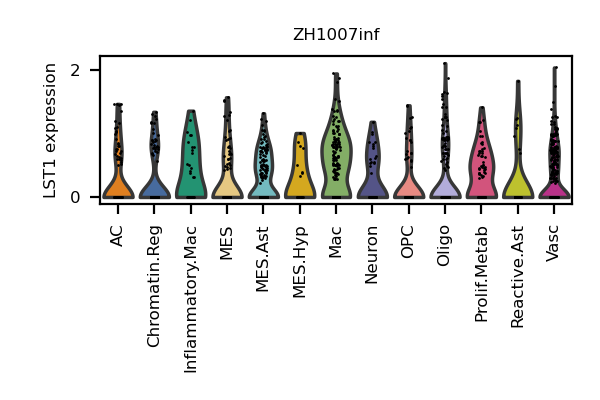 ZH1007inf
LST1 expression
2
0
AC
Chromatin.Reg
Inflammatory.Mac
MES
MES.Ast
MES.Hyp
Mac
Neuron
OPC
Oligo
Prolif.Metab
Reactive.Ast
Vasc